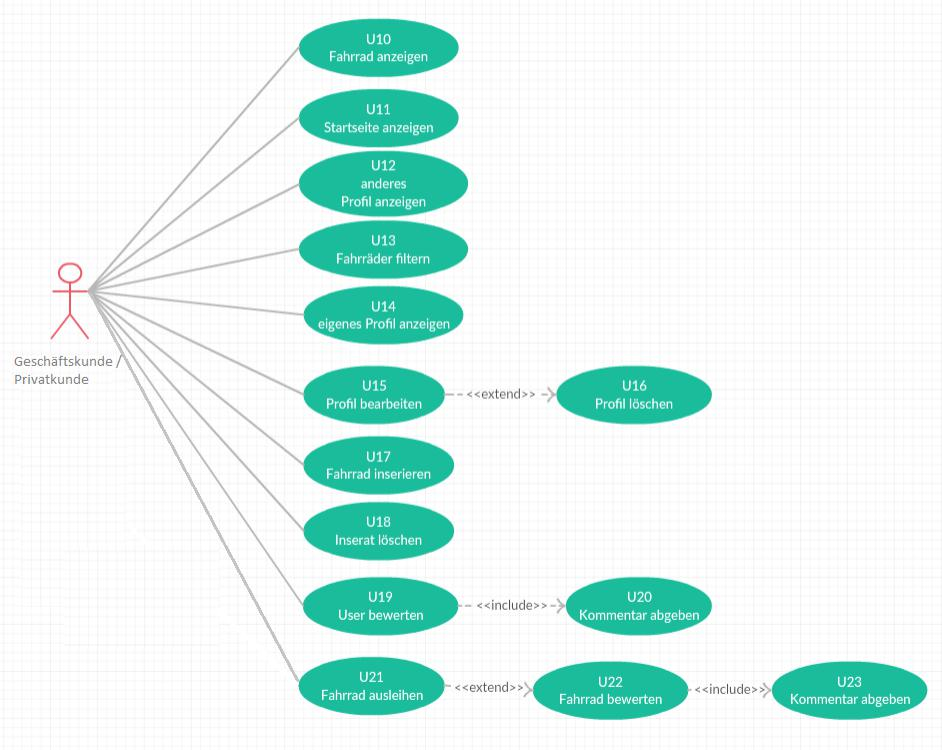 U10
Fahrrad anzeigen
U11
Startseite anzeigen
U12
anderes
Profil anzeigen
U13
Fahrräder filtern
U14
eigenes Profil anzeigen
Geschäftskunde /
Privatkunde
U15
Profil bearbeiten
<<extend>>
U16
Profil löschen
U17
Fahrrad inserieren
U18
Inserat löschen
U19
User bewerten
<<include>>
U20
Kommentar abgeben
U21
Fahrrad ausleihen
<<extend>>
U22
Fahrrad bewerten
<<include>>
U23
Kommentar abgeben